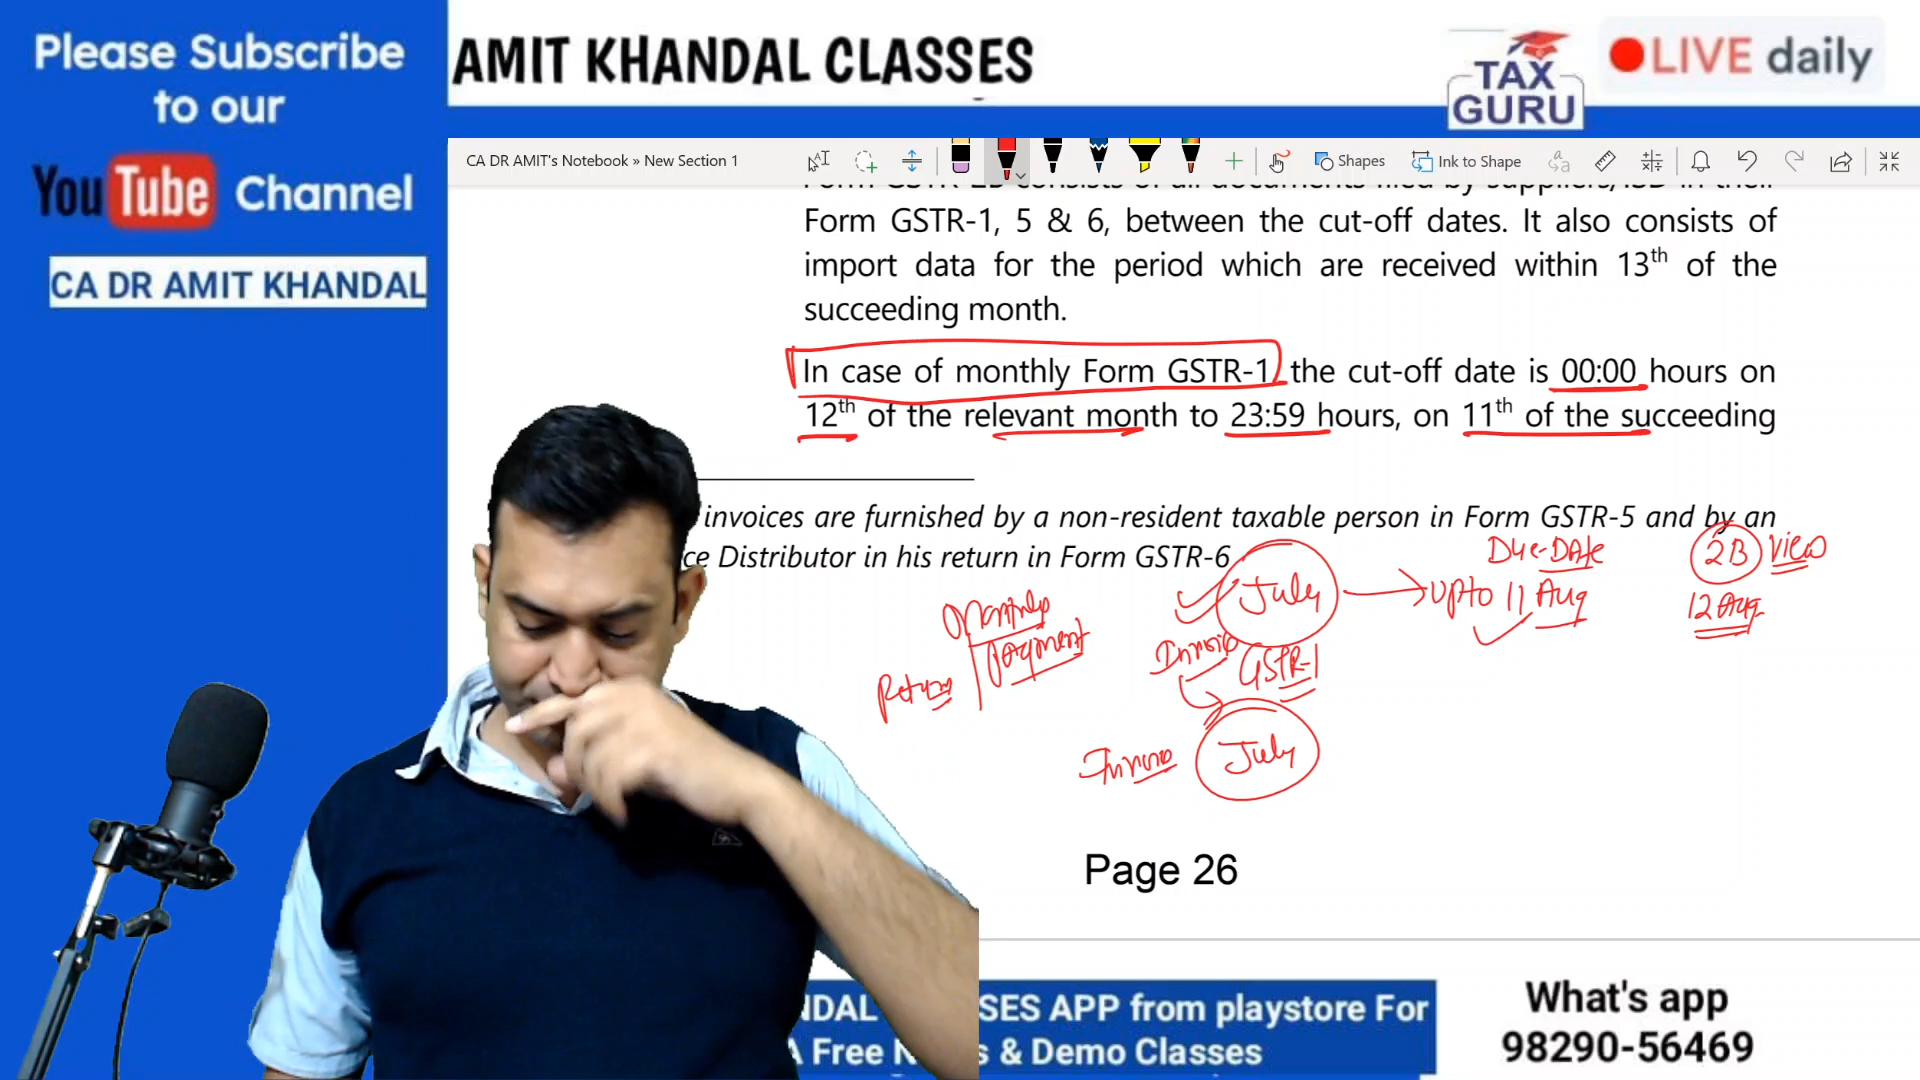 Please Subscribe
to our
YouTube Channel
CA DR AMIT KHANDAL
AMIT KHANDAL CLASSES
TAX
GURU
LIVE daily
CA DR AMIT's Notebook » New Section 1
Shapes
Ink to Shape
Form GSTR-1, 5 & 6, between the cut-off dates. It also consists of
import data for the period which are received within 13th of the
succeeding month.
In case of monthly Form GSTR-1, the cut-off date is 00:00 hours on
12th of the relevant month to 23:59 hours, on 11th of the succeeding
invoices are furnished by a non-resident taxable person in Form GSTR-5 and by an
ce Distributor in his return in Form GSTR-6
Due-Date
2B view
July
upto 11 Aug
12 Aug
Monthly
Payment
Return
GSTR-1
July
Page 26
NDAL
SES APP from playstore For
Free N
s & Demo Classes
What's app
98290-56469